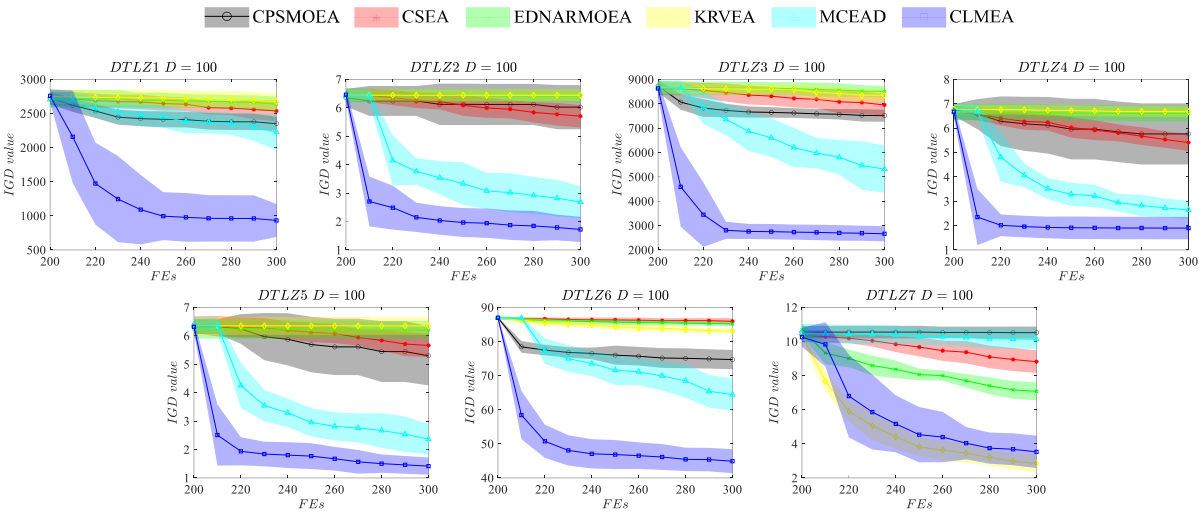 CPSMOEA CSEA EDNARMOEA KRVEA MCEAD CLMEA
DTLZ1 D = 100
IGD value
3000
2500
2000
1500
1000
500
200 220 240 260 280 300
FEs
DTLZ2 D = 100
IGD value
7
6
5
4
3
2
1
200 220 240 260 280 300
FEs
DTLZ3 D = 100
IGD value
9000
8000
7000
6000
5000
4000
3000
2000
200 220 240 260 280 300
FEs
DTLZ4 D = 100
IGD value
8
7
6
5
4
3
2
1
200 220 240 260 280 300
FEs
DTLZ5 D = 100
IGD value
7
6
5
4
3
2
1
200 220 240 260 280 300
FEs
DTLZ6 D = 100
IGD value
90
80
70
60
50
40
200 220 240 260 280 300
FEs
DTLZ7 D = 100
IGD value
12
10
8
6
4
2
200 220 240 260 280 300
FEs